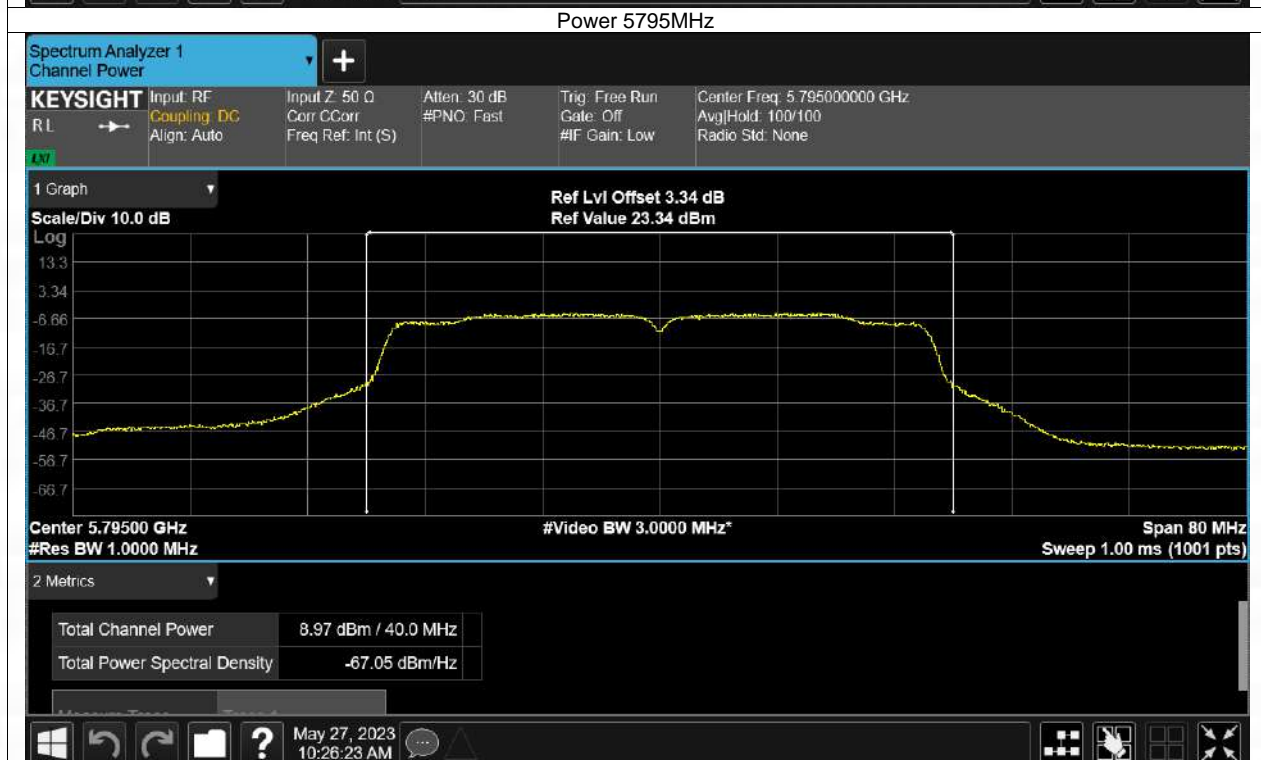 Power 5795MHz
Spectrum Analyzer 1
Channel Power
+
KEYSIGHT Input: RF Input Z: 50 Ω Atten: 30 dB Trig: Free Run Center Freq: 5.795000000 GHz
RL Coupling: DC Corr CCorr #PNO: Fast Gate: Off Avg|Hold: 100/100
Align: Auto Freq Ref: Int (S) #IF Gain: Low Radio Std: None
LXI
1 Graph
Ref Lvl Offset 3.34 dB
Scale/Div 10.0 dB Ref Value 23.34 dBm
Log
13.3
3.34
-6.66
-16.7
-26.7
-36.7
-46.7
-56.7
-66.7
Center 5.79500 GHz #Video BW 3.0000 MHz* Span 80 MHz
#Res BW 1.0000 MHz Sweep 1.00 ms (1001 pts)
2 Metrics
Total Channel Power 8.97 dBm / 40.0 MHz
Total Power Spectral Density -67.05 dBm/Hz
? May 27, 2023
10:26:23 AM